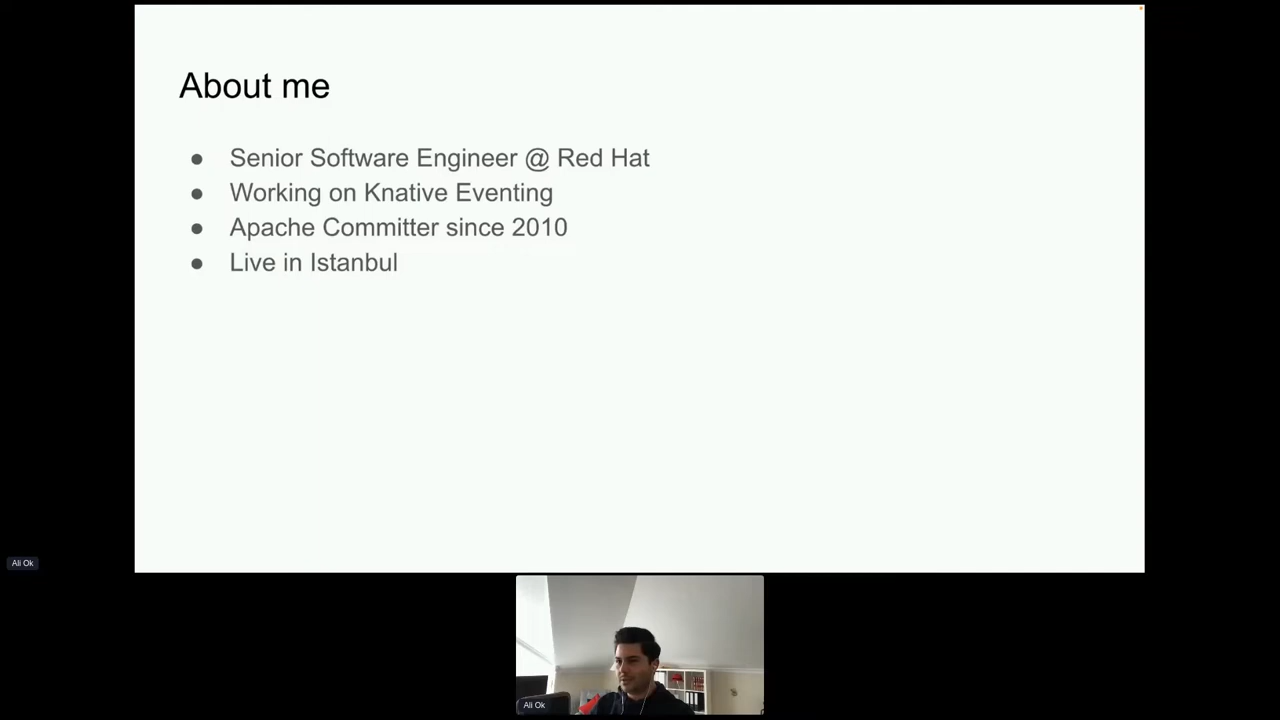 About me
● Senior Software Engineer @ Red Hat
● Working on Knative Eventing
● Apache Committer since 2010
● Live in Istanbul
Ali Ok
Ali Ok